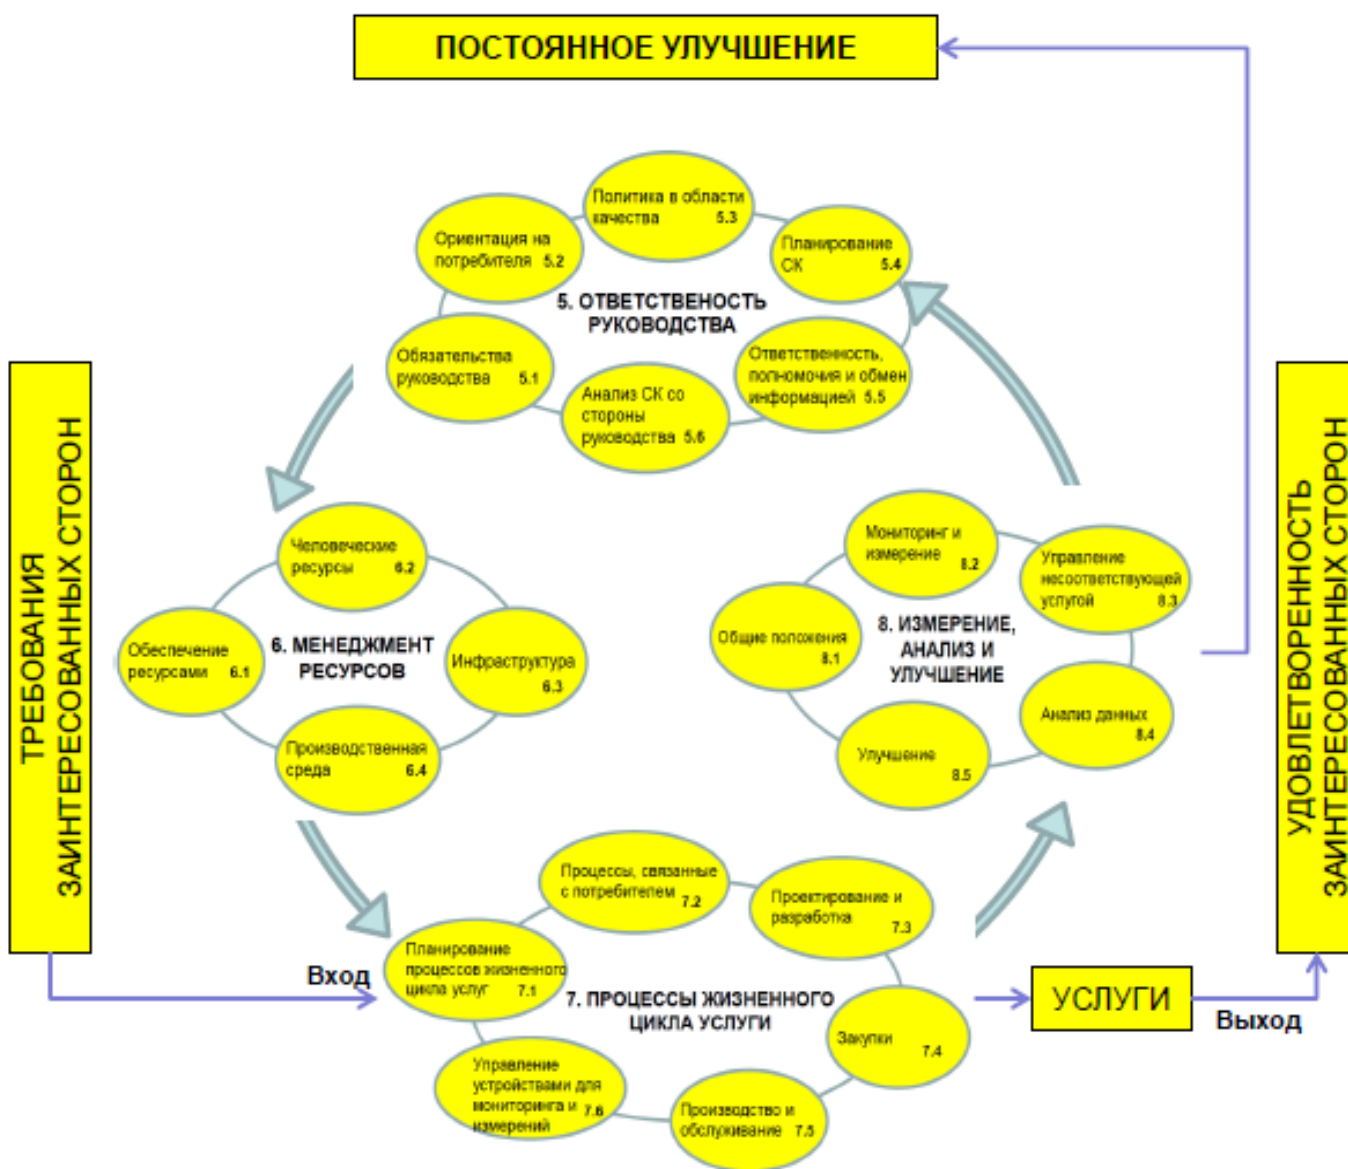 ПОСТОЯННОЕ УЛУЧШЕНИЕ
Политика в области
качества 5.3
Ориентация на
потребителя 5.2
Планирование
СК 5.4
5. ОТВЕТСТВЕНОСТЬ
РУКОВОДСТВА
Обязательства
руководства 5.1
Анализ СК со
стороны
руководства 5.6
Ответственность,
полномочия и обмен
информацией 5.5
ТРЕБОВАНИЯ
ЗАИНТЕРЕСОВАННЫХ СТОРОН
Человеческие
ресурсы 6.2
Обеспечение
ресурсами 6.1
6. МЕНЕДЖМЕНТ
РЕСУРСОВ
Инфраструктура
6.3
Производственная
среда 6.4
Мониторинг и
измерение 8.2
Управление
несоответствующей
услугой 8.3
Общие положения
8.1
8. ИЗМЕРЕНИЕ,
АНАЛИЗ И
УЛУЧШЕНИЕ
Анализ данных
8.4
Улучшение
8.5
УДОВЛЕТВОРЕННОСТЬ
ЗАИНТЕРЕСОВАННЫХ СТОРОН
Процессы, связанные
с потребителем 7.2
Проектирование и
разработка 7.3
Вход
Планирование
процессов жизненного
цикла услуг 7.1
7. ПРОЦЕССЫ ЖИЗНЕННОГО
ЦИКЛА УСЛУГИ
Закупки 7.4
Управление
устройствами для
мониторинга и 7.6
измерений
Производство и
обслуживание 7.5
УСЛУГИ
Выход